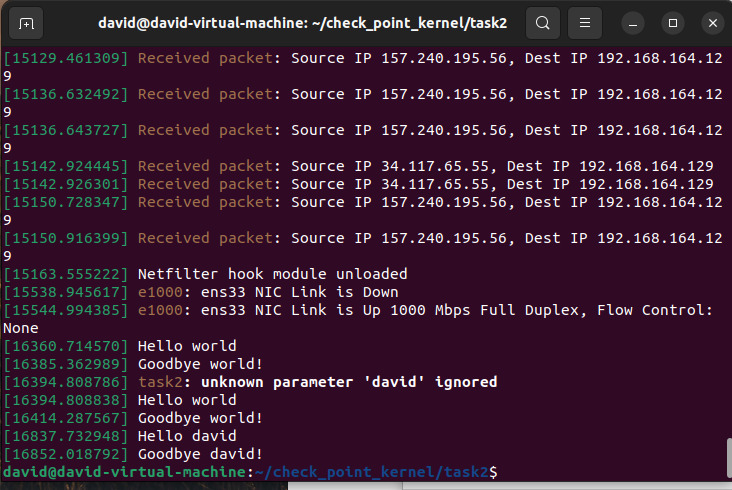 david@david-virtual-machine: ~/check_point_kernel/task2
[15129.461309] Received packet: Source IP 157.240.195.56, Dest IP 192.168.164.12
9
[15136.632492] Received packet: Source IP 157.240.195.56, Dest IP 192.168.164.12
9
[15136.643727] Received packet: Source IP 157.240.195.56, Dest IP 192.168.164.12
9
[15142.924445] Received packet: Source IP 34.117.65.55, Dest IP 192.168.164.129
[15142.926301] Received packet: Source IP 34.117.65.55, Dest IP 192.168.164.129
[15150.728347] Received packet: Source IP 157.240.195.56, Dest IP 192.168.164.12
9
[15150.916399] Received packet: Source IP 157.240.195.56, Dest IP 192.168.164.12
9
[15163.555222] Netfilter hook module unloaded
[15538.945617] e1000: ens33 NIC Link is Down
[15544.994385] e1000: ens33 NIC Link is Up 1000 Mbps Full Duplex, Flow Control:
None
[16360.714570] Hello world
[16385.362989] Goodbye world!
[16394.808786] task2: unknown parameter 'david' ignored
[16394.808838] Hello world
[16414.287567] Goodbye world!
[16837.732948] Hello david
[16852.018792] Goodbye david!
david@david-virtual-machine:~/check_point_kernel/task2$